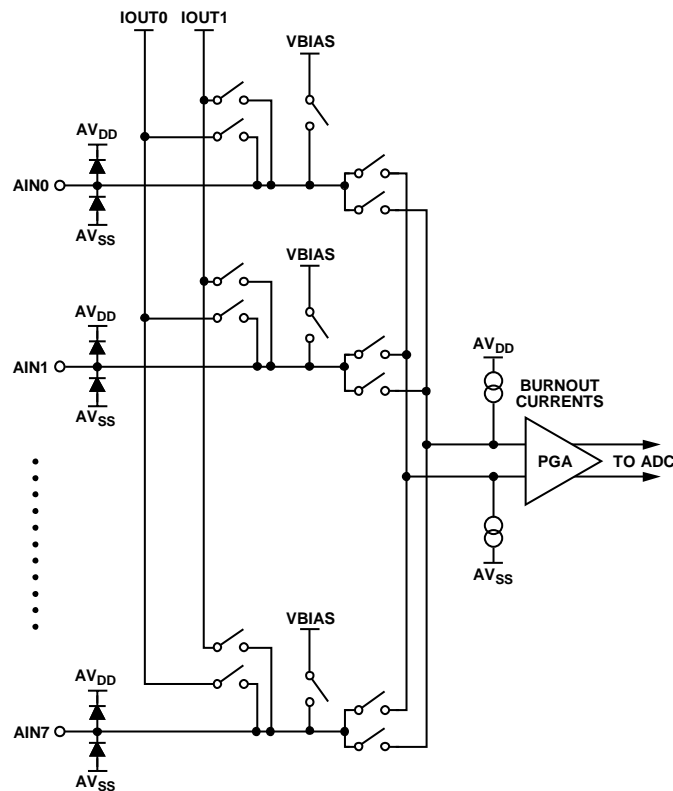 IOUT0 IOUT1
VBIAS
AVDD
AIN0
AVSS
VBIAS
AVDD
AIN1
AVSS
AVDD
BURNOUT
CURRENTS
PGA
TO ADC
AVSS
VBIAS
AVDD
AIN7
AVSS